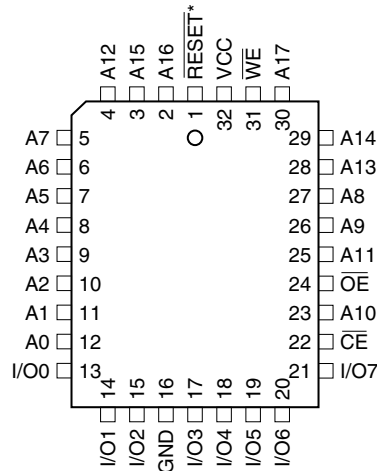 A12
A15
A16
RESET*
VCC
WE
A17
4
3
2
1
32
31
30
A7 5
A6 6
A5 7
A4 8
A3 9
A2 10
A1 11
A0 12
I/O0 13
29 A14
28 A13
27 A8
26 A9
25 A11
24 OE
23 A10
22 CE
21 I/O7
14
15
16
17
18
19
20
I/O1
I/O2
GND
I/O3
I/O4
I/O5
I/O6